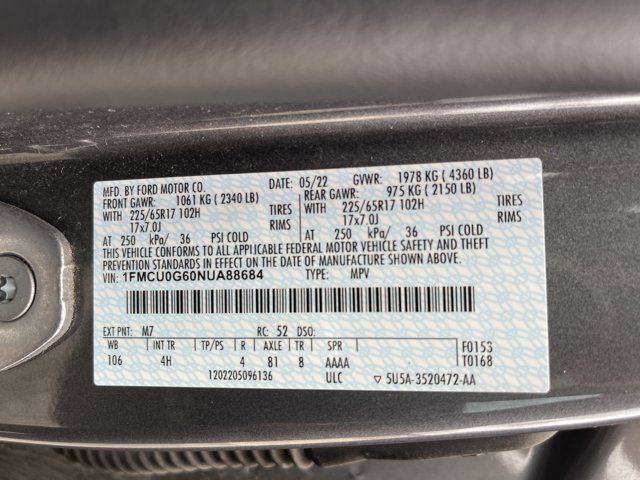 MFD. BY FORD MOTOR CO. DATE: 05/22 GVWR: 1978 KG ( 4360 LB)
FRONT GAWR: 1061 KG ( 2340 LB) REAR GAWR: 975 KG ( 2150 LB)
WITH 225/65R17 102H TIRES WITH 225/65R17 102H TIRES
17x7.0J RIMS 17x7.0J RIMS
AT 250 kPa/ 36 PSI COLD AT 250 kPa/ 36 PSI COLD
THIS VEHICLE CONFORMS TO ALL APPLICABLE FEDERAL MOTOR VEHICLE SAFETY, BUMPER, AND THEFT
PREVENTION STANDARDS IN EFFECT ON THE DATE OF MANUFACTURE SHOWN ABOVE.
VIN: 1FMCU0G60NUA88684 TYPE: MPV
EXT PNT: M7 RC: 52 DSO: F0153
WB INT TR TP/PS R AXLE TR SPR T0168
106 4H 4 81 8 AAAA
1202205096136 ULC ▽ 5U5A-3520472-AA